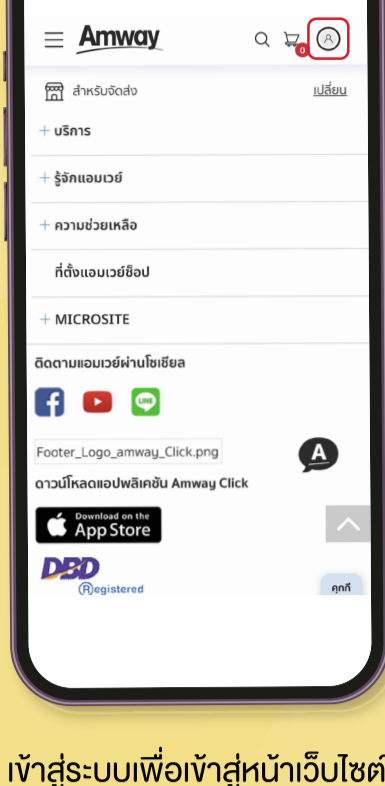 Amway
0
สำหรับจัดส่ง เปลี่ยน
+ บริการ
+ รู้จักแอมเวย์
+ ความช่วยเหลือ
ที่ตั้งแอมเวย์ช็อป
+ MICROSITE
ติดตามแอมเวย์ผ่านโซเชียล
LINE
Footer_Logo_amway_Click.png
A
ดาวน์โหลดแอปพลิเคชัน Amway Click
Download on the
App Store
DBD
Registered
คุกกี้
เข้าสู่ระบบเพื่อเข้าสู่หน้าเว็บไซต์